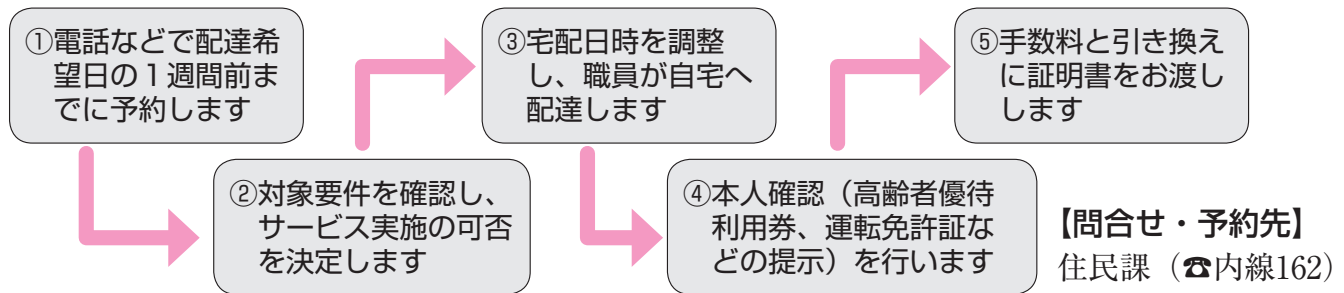 ①電話などで配達希
望日の1週間前ま
でに予約します
②対象要件を確認し、
サービス実施の可否
を決定します
③宅配日時を調整
し、職員が自宅へ
配達します
④本人確認（高齢者優待
利用券、運転免許証な
どの提示）を行います
⑤手数料と引き換え
に証明書をお渡し
します
【問合せ・予約先】
住民課（☎内線162）